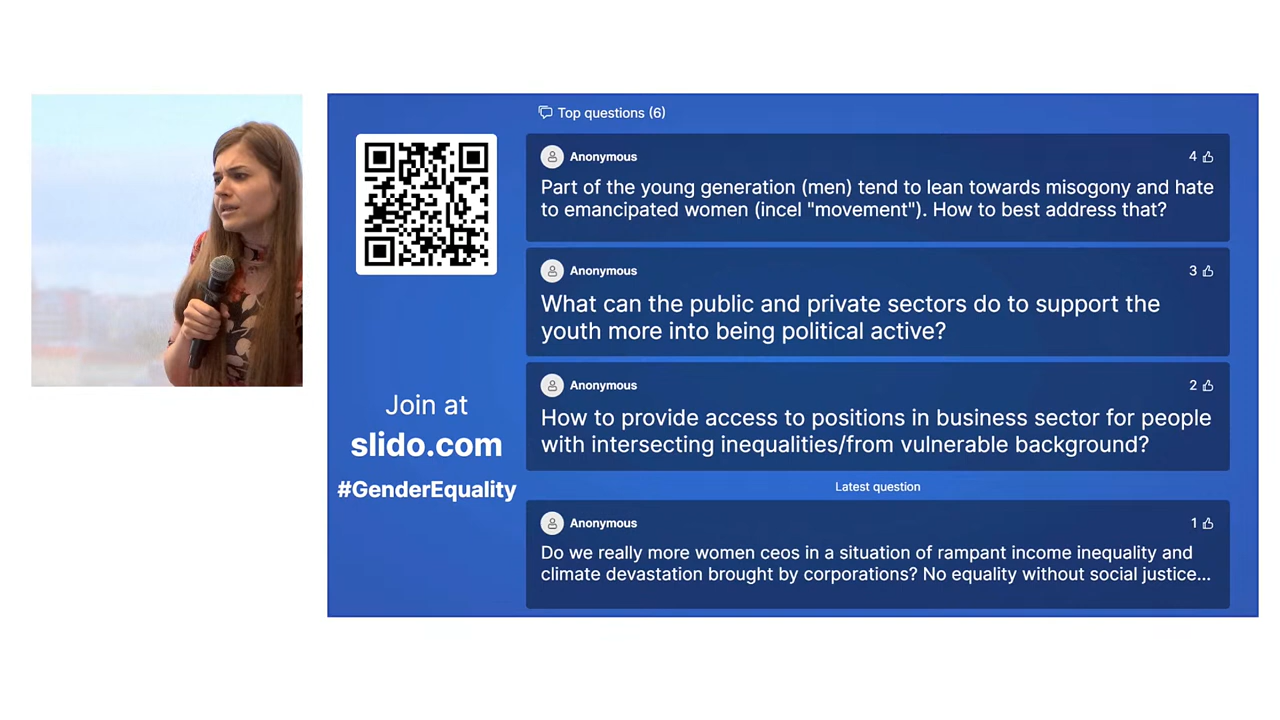 Top questions (6)
Anonymous
4
Part of the young generation (men) tend to lean towards misogony and hate
to emancipated women (incel "movement"). How to best address that?
Anonymous
3
What can the public and private sectors do to support the
youth more into being political active?
Anonymous
2
How to provide access to positions in business sector for people
with intersecting inequalities/from vulnerable background?
Latest question
Anonymous
1
Do we really more women ceos in a situation of rampant income inequality and
climate devastation brought by corporations? No equality without social justice...
Join at
slido.com
#GenderEquality